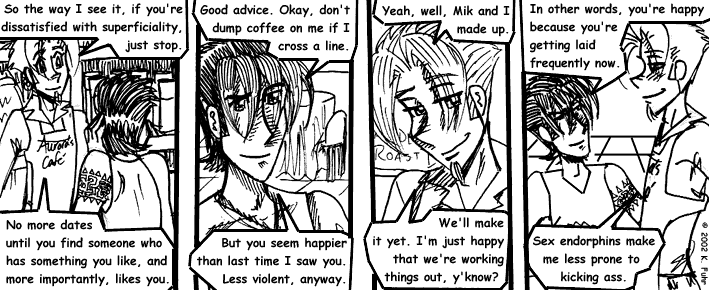 So the way I see it, if you're
dissatisfied with superficiality,
just stop.
Aurora's
Café
No more dates
until you find someone who
has something you like, and
more importantly, likes you.
Good advice. Okay, don't
dump coffee on me if I
cross a line.
But you seem happier
than last time I saw you.
Less violent, anyway.
Yeah, well, Mik and I
made up.
ROAST
We'll make
it yet. I'm just happy
that we're working
things out, y'know?
In other words, you're happy
because you're
getting laid
frequently now.
Sex endorphins make
me less prone to
kicking ass.
© 2002 K. Fuhr